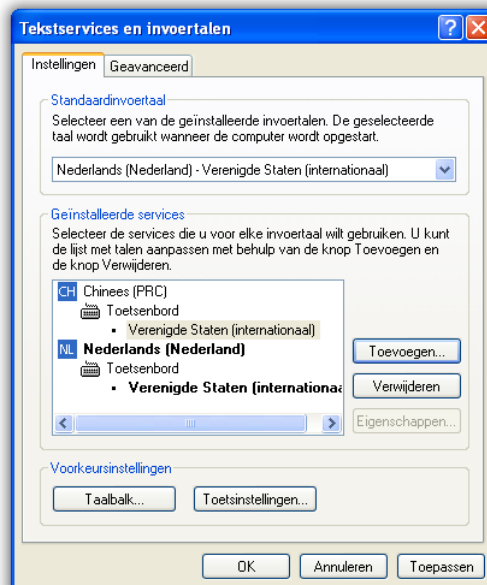 Tekstservices en invoertalen
Instellingen Geavanceerd
Standaardinvoertaal
Selecteer een van de geïnstalleerde invoertalen. De geselecteerde
taal wordt gebruikt wanneer de computer wordt opgestart.
Nederlands (Nederland) - Verenigde Staten (internationaal)
Geïnstalleerde services
Selecteer de services die u voor elke invoertaal wilt gebruiken. U kunt
de lijst met talen aanpassen met behulp van de knop Toevoegen en
de knop Verwijderen.
CH Chinees (PRC)
Toetsenbord
• Verenigde Staten (internationaal)
NL Nederlands (Nederland)
Toetsenbord
• Verenigde Staten (internationaa
Toevoegen...
Verwijderen
Eigenschappen...
Voorkeursinstellingen
Taalbalk... Toetsinstellingen...
OK Annuleren Toepassen